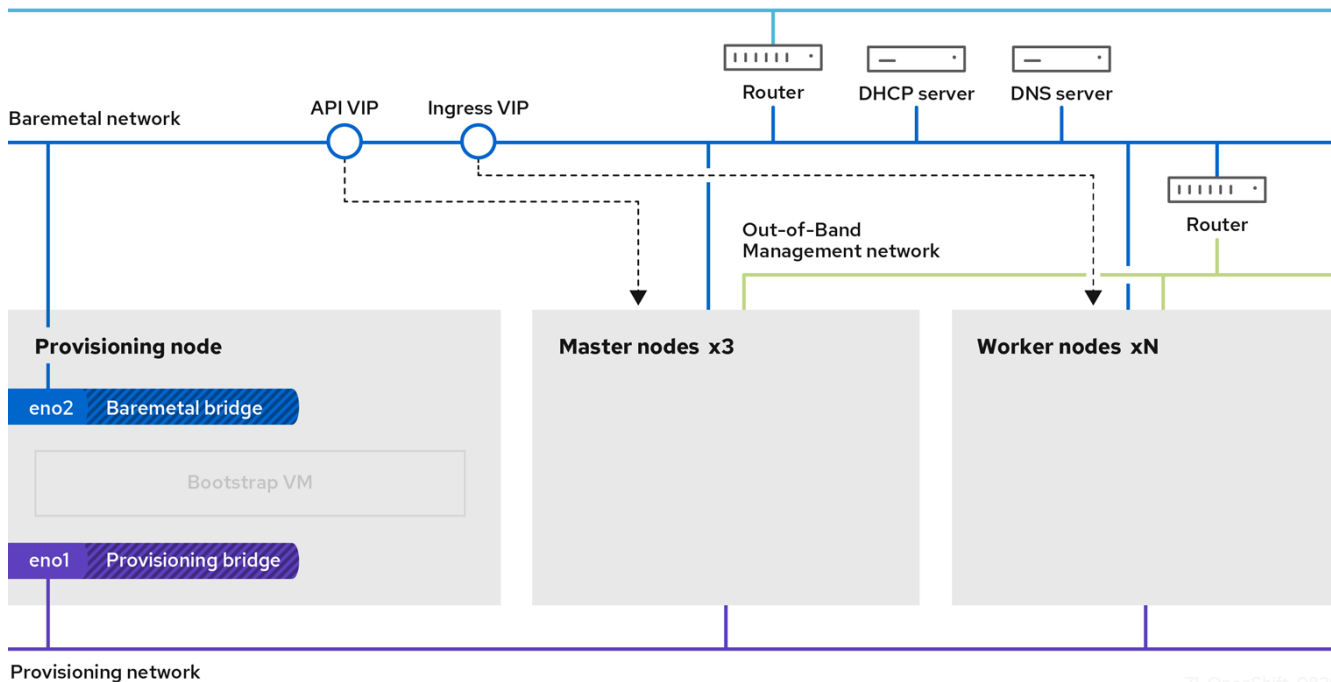 Router
DHCP server
DNS server
API VIP
Ingress VIP
Baremetal network
Router
Out-of-Band
Management network
Provisioning node
Master nodes x3
Worker nodes xN
eno2
Baremetal bridge
Bootstrap VM
eno1
Provisioning bridge
Provisioning network